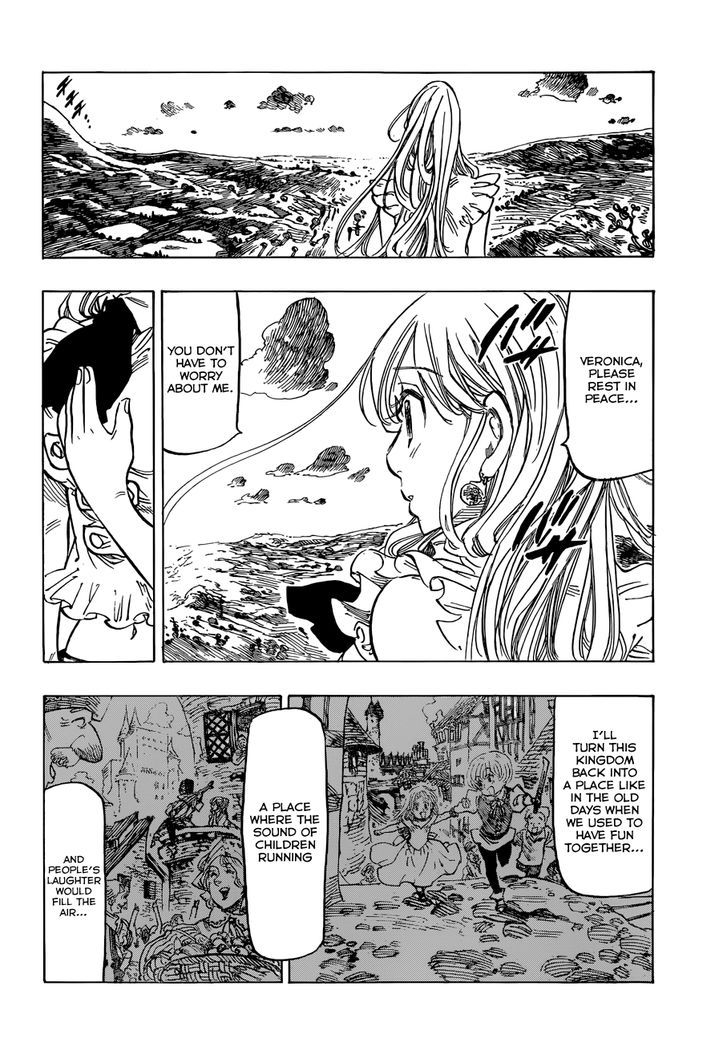 VERONICA,
PLEASE
REST IN
PEACE...
YOU DON'T
HAVE TO
WORRY
ABOUT ME.
I'LL
TURN THIS
KINGDOM
BACK INTO
A PLACE LIKE
IN THE OLD
DAYS WHEN
WE USED TO
HAVE FUN
TOGETHER...
A PLACE
WHERE THE
SOUND OF
CHILDREN
RUNNING
AND
PEOPLE'S
LAUGHTER
WOULD
FILL THE
AIR...